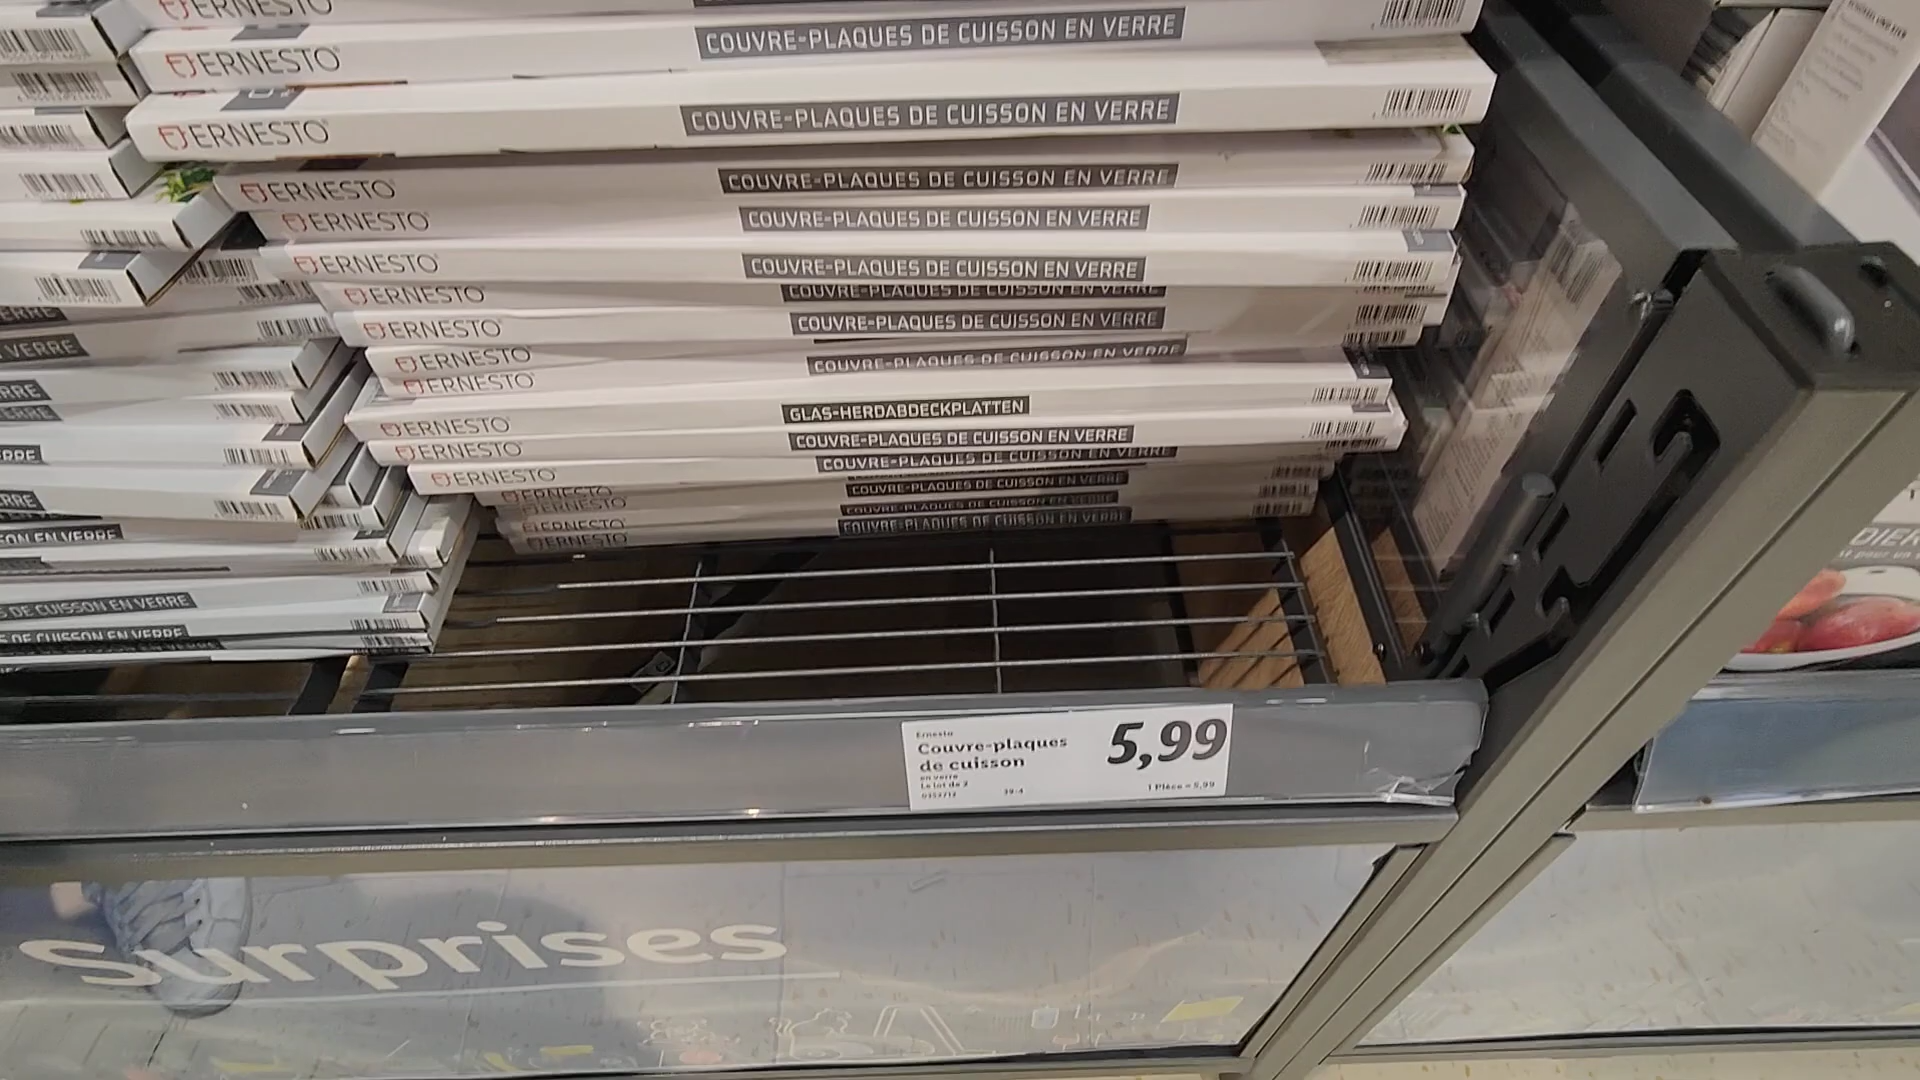 ERNESTO
ERNESTO COUVRE-PLAQUES DE CUISSON EN VERRE
ERNESTO COUVRE-PLAQUES DE CUISSON EN VERRE
ERNESTO COUVRE-PLAQUES DE CUISSON EN VERRE
ERNESTO COUVRE-PLAQUES DE CUISSON EN VERRE
ERNESTO COUVRE-PLAQUES DE CUISSON EN VERRE
ERNESTO COUVRE-PLAQUES DE CUISSON EN VERRE
ERNESTO COUVRE-PLAQUES DE CUISSON EN VERRE
ERNESTO COUVRE-PLAQUES DE CUISSON EN VERRE
ERNESTO
ERNESTO GLAS-HERDABDECKPLATTEN
ERNESTO COUVRE-PLAQUES DE CUISSON EN VERRE
ERNESTO COUVRE-PLAQUES DE CUISSON EN VERRE
ERNESTO COUVRE-PLAQUES DE CUISSON EN VERRE
ERNESTO COUVRE-PLAQUES DE CUISSON EN VERRE
ERNESTO COUVRE-PLAQUES DE CUISSON EN VERRE
ERNESTO
VERRE
EN VERRE
DE CUISSON EN VERRE
DE CUISSON EN VERRE
Ernesto
Couvre-plaques
de cuisson
en verre
Le lot de 2
5,99
1 Pièce = 5,99
Surprises